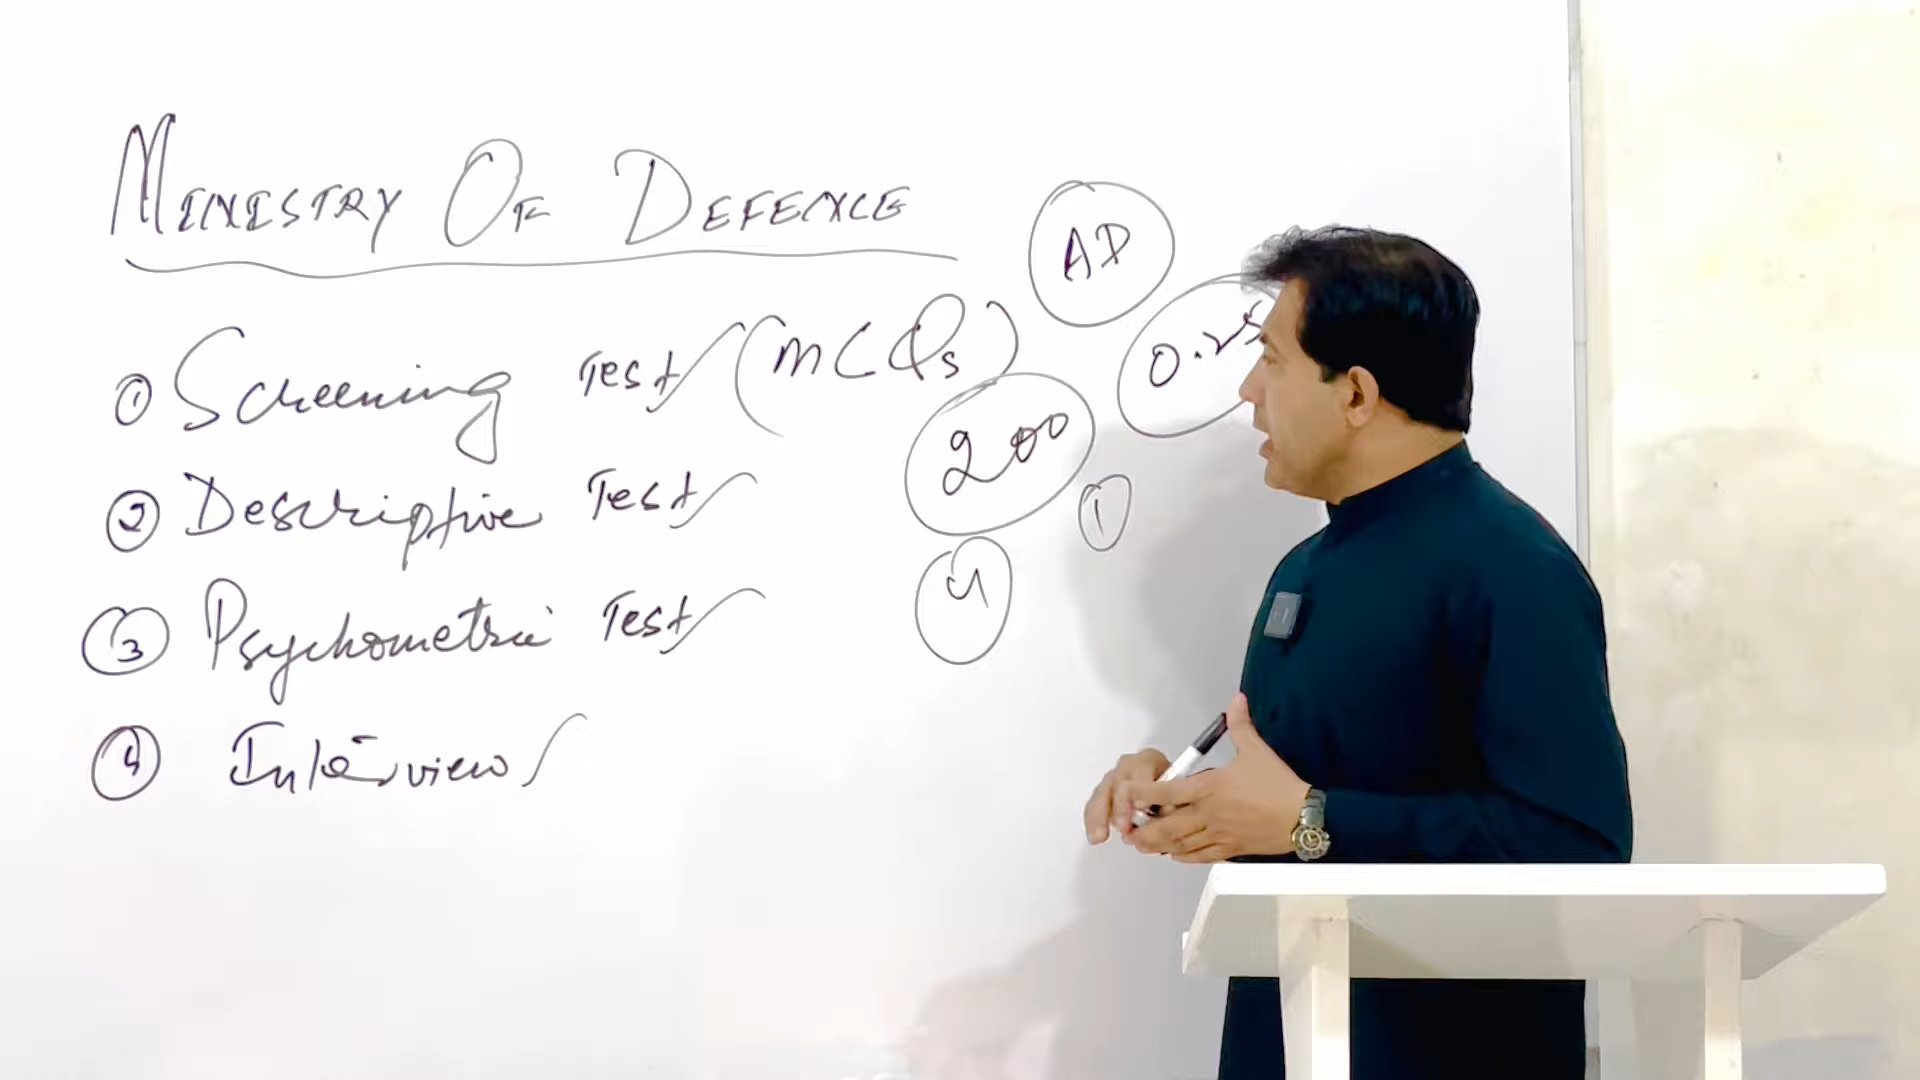 MINISTRY OF DEFENCE
AD
① Screening Test (MCQs)
0.25
200
② Descriptive Test
1
4
③ Psychometric Test
④ Interview